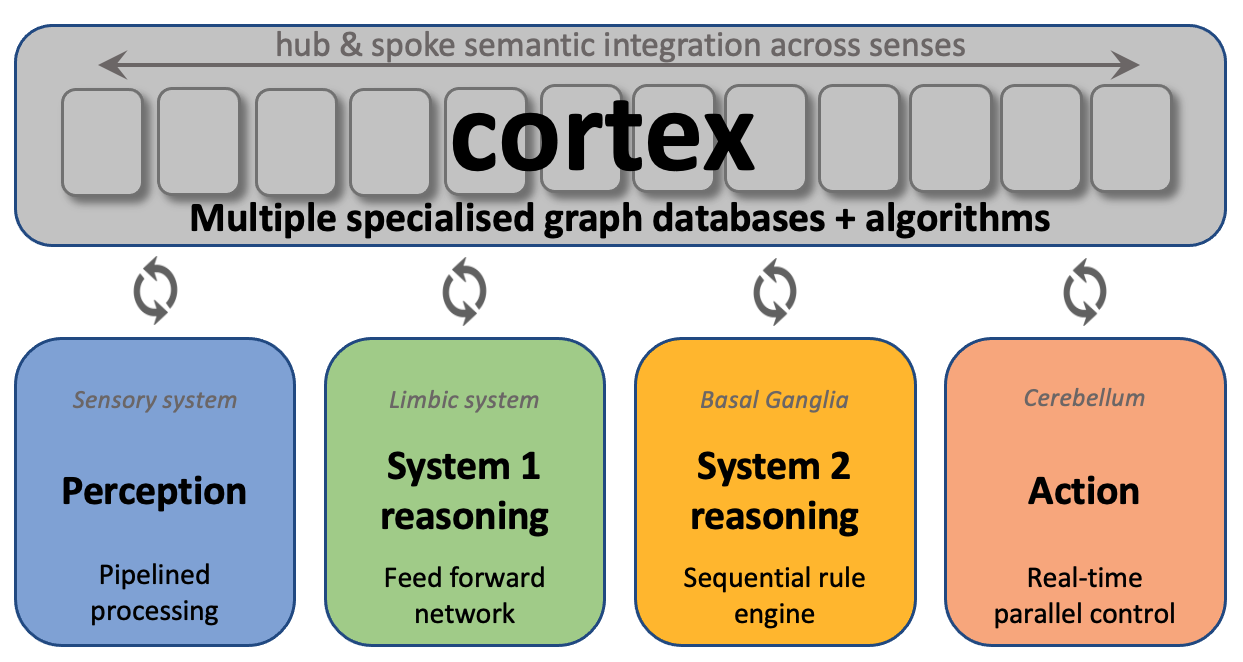 hub & spoke semantic integration across senses
cortex
Multiple specialised graph databases + algorithms
Sensory system
Perception
Pipelined
processing
Limbic system
System 1
reasoning
Feed forward
network
Basal Ganglia
System 2
reasoning
Sequential rule
engine
Cerebellum
Action
Real-time
parallel control